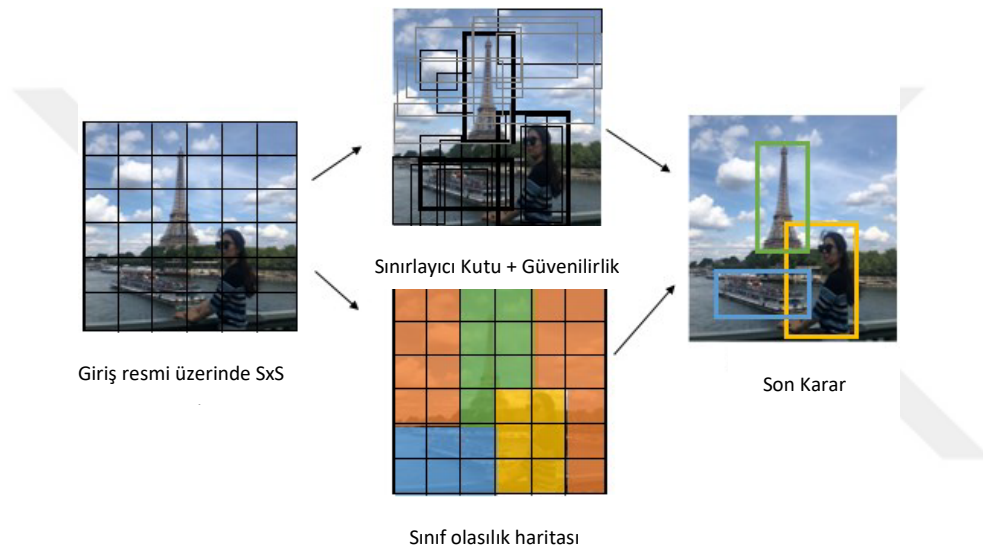 Sınırlayıcı Kutu + Güvenilirlik
Giriş resmi üzerinde SxS
Son Karar
Sınıf olasılık haritası